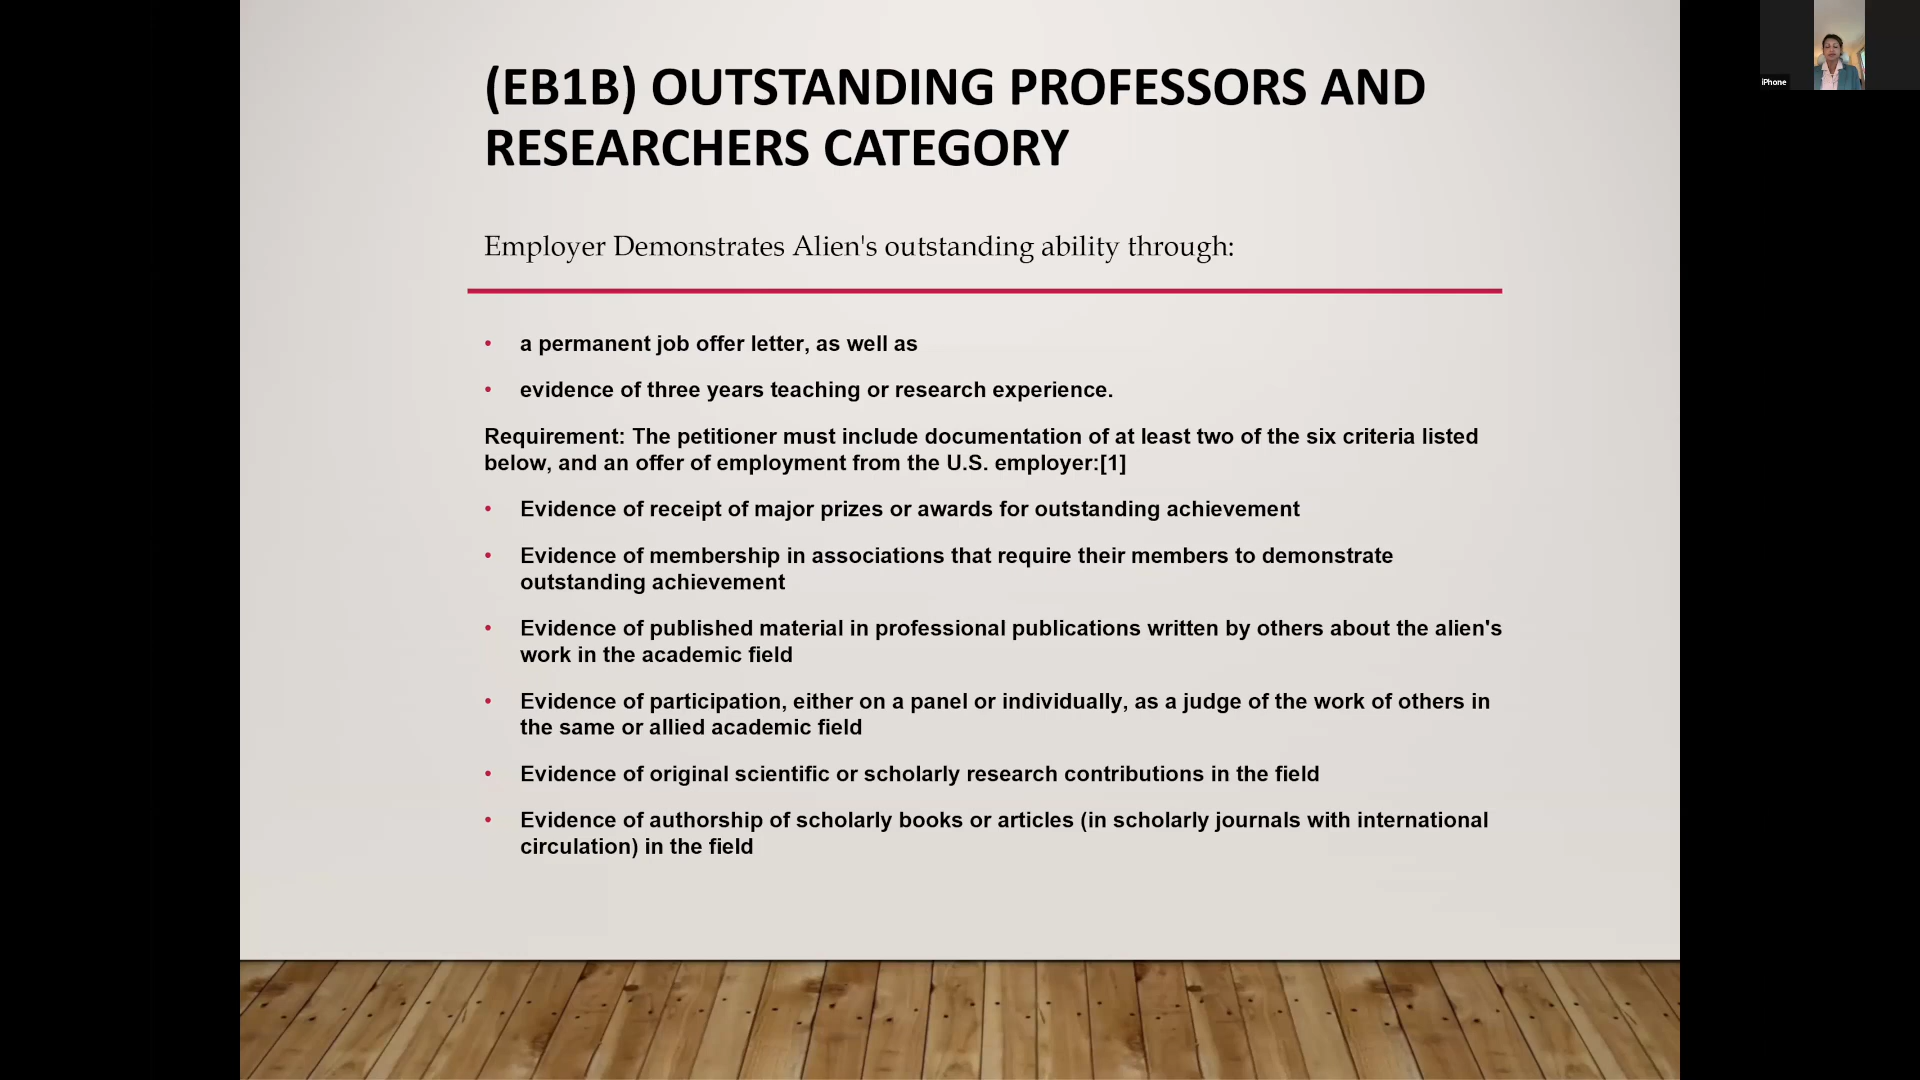 (EB1B) OUTSTANDING PROFESSORS AND
RESEARCHERS CATEGORY
Employer Demonstrates Alien's outstanding ability through:
• a permanent job offer letter, as well as
• evidence of three years teaching or research experience.
Requirement: The petitioner must include documentation of at least two of the six criteria listed
below, and an offer of employment from the U.S. employer:[1]
• Evidence of receipt of major prizes or awards for outstanding achievement
• Evidence of membership in associations that require their members to demonstrate
outstanding achievement
• Evidence of published material in professional publications written by others about the alien's
work in the academic field
• Evidence of participation, either on a panel or individually, as a judge of the work of others in
the same or allied academic field
• Evidence of original scientific or scholarly research contributions in the field
• Evidence of authorship of scholarly books or articles (in scholarly journals with international
circulation) in the field
iPhone